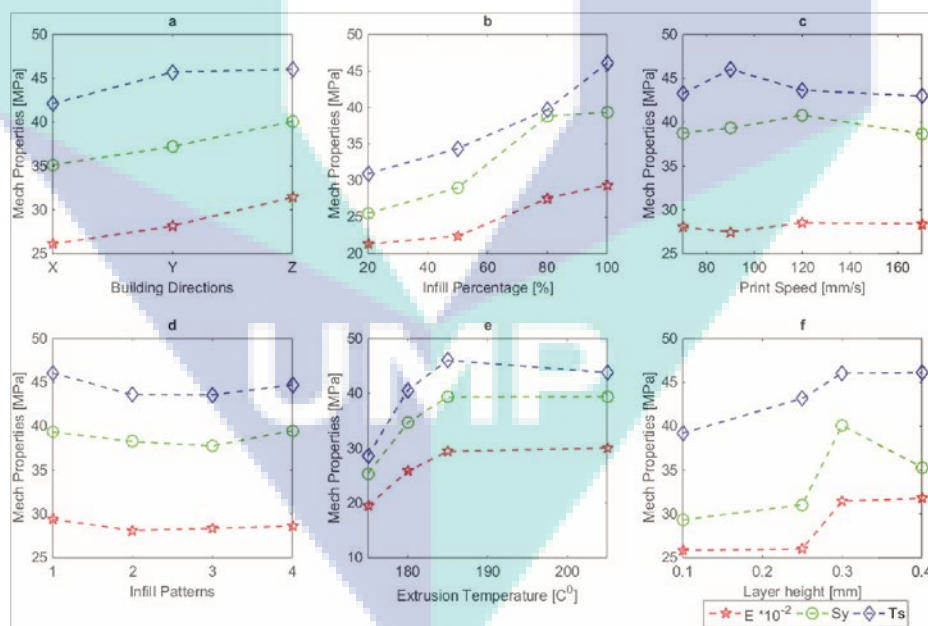 a
Mech Properties [MPa]
50
45
40
35
30
25
X Y Z
Building Directions
b
Mech Properties [MPa]
50
45
40
35
30
25
20
20 40 60 80 100
Infill Percentage [%]
c
Mech Properties [MPa]
50
45
40
35
30
25
80 100 120 140 160
Print Speed [mm/s]
UMP
d
Mech Properties [MPa]
50
45
40
35
30
25
1 2 3 4
Infill Patterns
e
Mech Properties [MPa]
50
40
30
20
10
180 190 200
Extrusion Temperature [C⁰]
f
Mech Properties [MPa]
50
45
40
35
30
25
0.1 0.2 0.3 0.4
Layer height [mm]
E *10⁻² Sy Ts